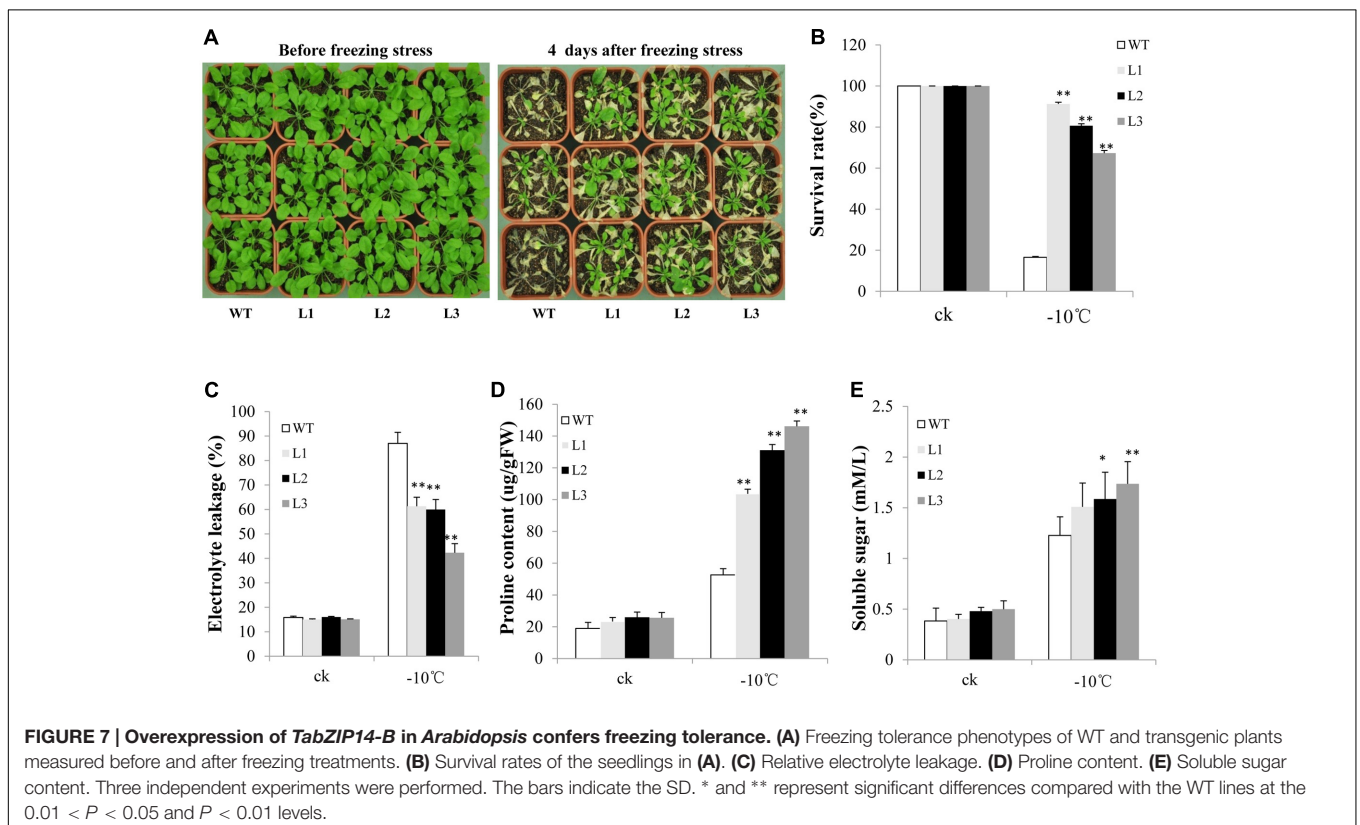 A
Before freezing stress
4 days after freezing stress
WT L1 L2 L3
WT L1 L2 L3
B
Survival rate(%)
120
100
80
60
40
20
0
** ** **
WT
L1
L2
L3
ck -10℃
C
Electrolyte leakage (%)
100
90
80
70
60
50
40
30
20
10
0
WT
L1
L2
L3
** ** **
ck -10℃
D
Proline content (ug/gFW)
160
140
120
100
80
60
40
20
0
WT
L1
L2
L3
** ** **
ck -10℃
E
Soluble sugar (mM/L)
2.5
2
1.5
1
0.5
0
WT
L1
L2
L3
* **
ck -10℃
FIGURE 7 | Overexpression of TabZIP14-B in Arabidopsis confers freezing tolerance. (A) Freezing tolerance phenotypes of WT and transgenic plants
measured before and after freezing treatments. (B) Survival rates of the seedlings in (A). (C) Relative electrolyte leakage. (D) Proline content. (E) Soluble sugar
content. Three independent experiments were performed. The bars indicate the SD. * and ** represent significant differences compared with the WT lines at the
0.01 < P < 0.05 and P < 0.01 levels.